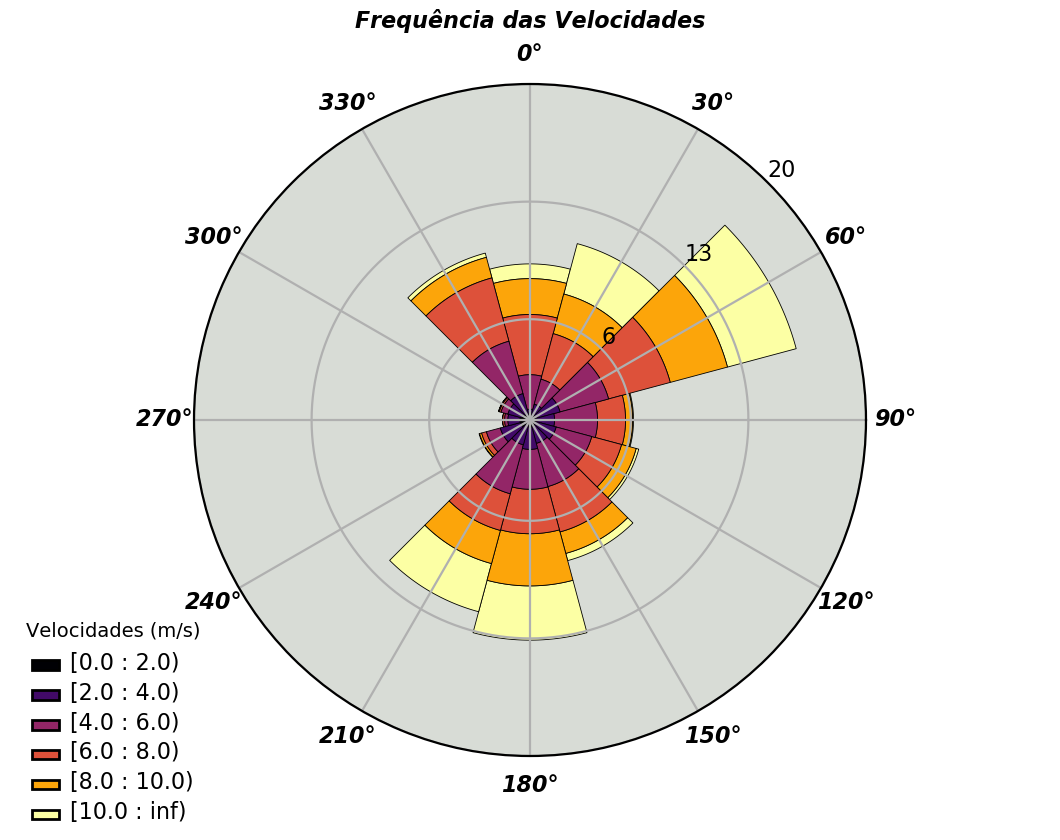 Frequência das Velocidades
0°
30°
60°
90°
120°
150°
180°
210°
240°
270°
300°
330°
6
13
20
Velocidades (m/s)
[0.0 : 2.0)
[2.0 : 4.0)
[4.0 : 6.0)
[6.0 : 8.0)
[8.0 : 10.0)
[10.0 : inf)